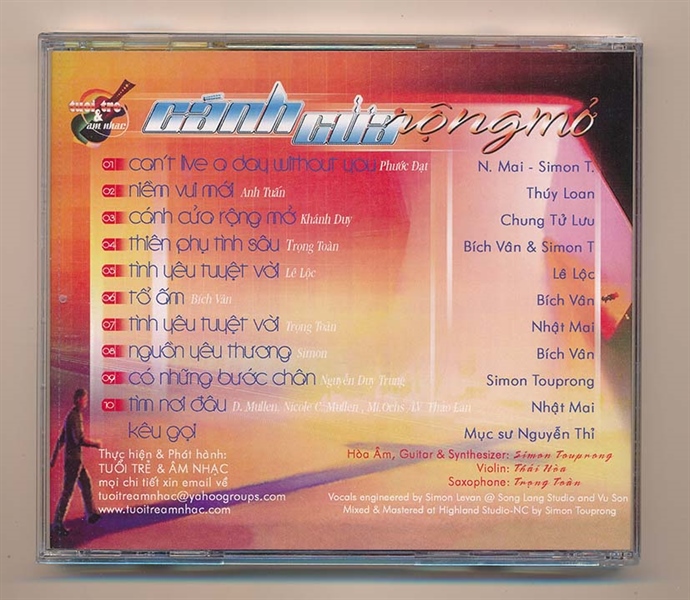 tuổi trẻ
&
âm nhạc
cánh cửa rộng mở
01 can't live a day without you Phước Đạt N. Mai - Simon T.
02 niềm vui mới Anh Tuấn Thúy Loan
03 cánh cửa rộng mở Khánh Duy Chung Tử Lưu
04 thiên phụ tình sâu Trọng Toàn Bích Vân & Simon T
05 tình yêu tuyệt vời Lê Lộc Lê Lộc
06 tổ ấm Bích Vân Bích Vân
07 tình yêu tuyệt vời Trọng Toàn Nhật Mai
08 nguồn yêu thương Simon Bích Vân
09 có những bước chân Nguyễn Duy Trung Simon Touprong
10 tìm nơi đâu D. Mullen, Nicole C. Mullen, M.Ochs - LV. Thảo Lan Nhật Mai
kêu gọi Mục sư Nguyễn Thỉ
Thực hiện & Phát hành:
TUỔI TRẺ & ÂM NHẠC
mọi chi tiết xin email về
tuoitreamnhac@yahoogroups.com
www.tuoitreamnhac.com
Hòa Âm, Guitar & Synthesizer: Simon Touprong
Violin: Thái Hòa
Saxophone: Trọng Toàn
Vocals engineered by Simon Levan @ Song Lang Studio and Vu Son
Mixed & Mastered at Highland Studio-NC by Simon Touprong